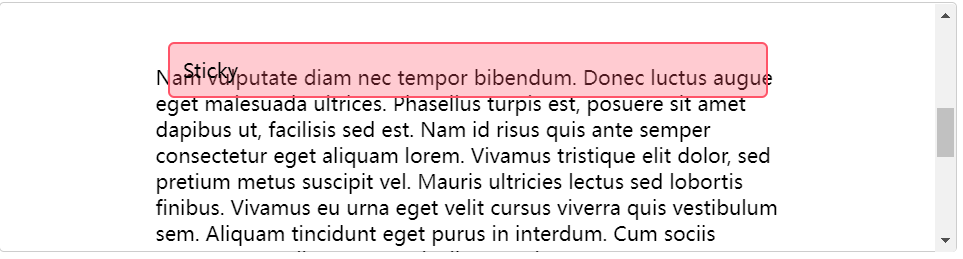 Sticky
Nam vulputate diam nec tempor bibendum. Donec luctus augue
eget malesuada ultrices. Phasellus turpis est, posuere sit amet
dapibus ut, facilisis sed est. Nam id risus quis ante semper
consectetur eget aliquam lorem. Vivamus tristique elit dolor, sed
pretium metus suscipit vel. Mauris ultricies lectus sed lobortis
finibus. Vivamus eu urna eget velit cursus viverra quis vestibulum
sem. Aliquam tincidunt eget purus in interdum. Cum sociis